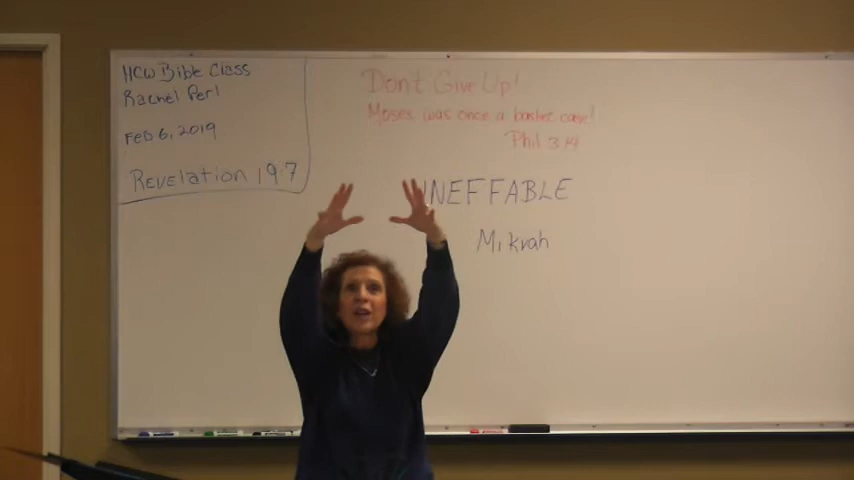 HCW Bible Class
Rachel Perl
Feb 6, 2019
Revelation 19:7
Don't Give Up!
Moses was once a basket case!
Phil 3:14
INEFFABLE
Mikvah